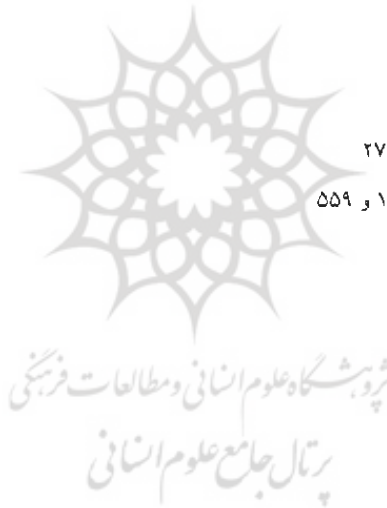 ۲۷
۱ و ۵۵۹
پژوهشگاه علوم انسانی و مطالعات فرهنگی
پرتال جامع علوم انسانی